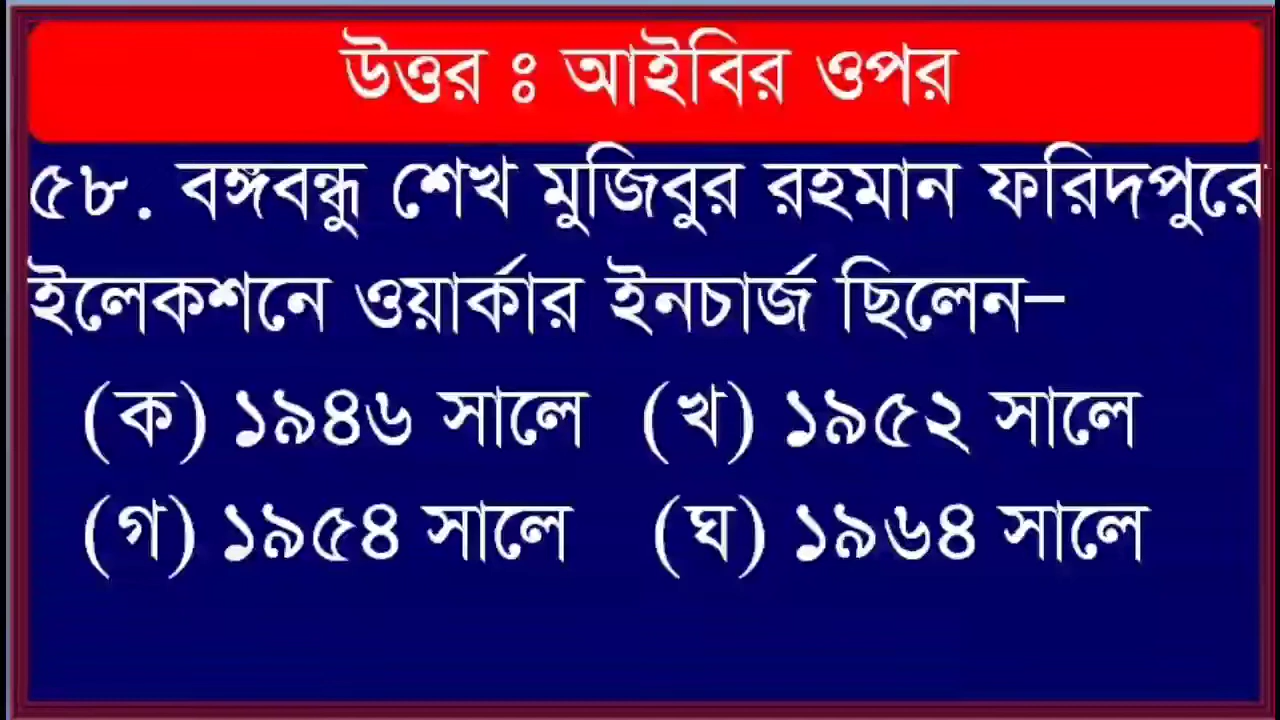 উত্তর ঃ আইবির ওপর
৫৮. বঙ্গবন্ধু শেখ মুজিবুর রহমান ফরিদপুরে
ইলেকশনে ওয়ার্কার ইনচার্জ ছিলেন–
(ক) ১৯৪৬ সালে (খ) ১৯৫২ সালে
(গ) ১৯৫৪ সালে (ঘ) ১৯৬৪ সালে